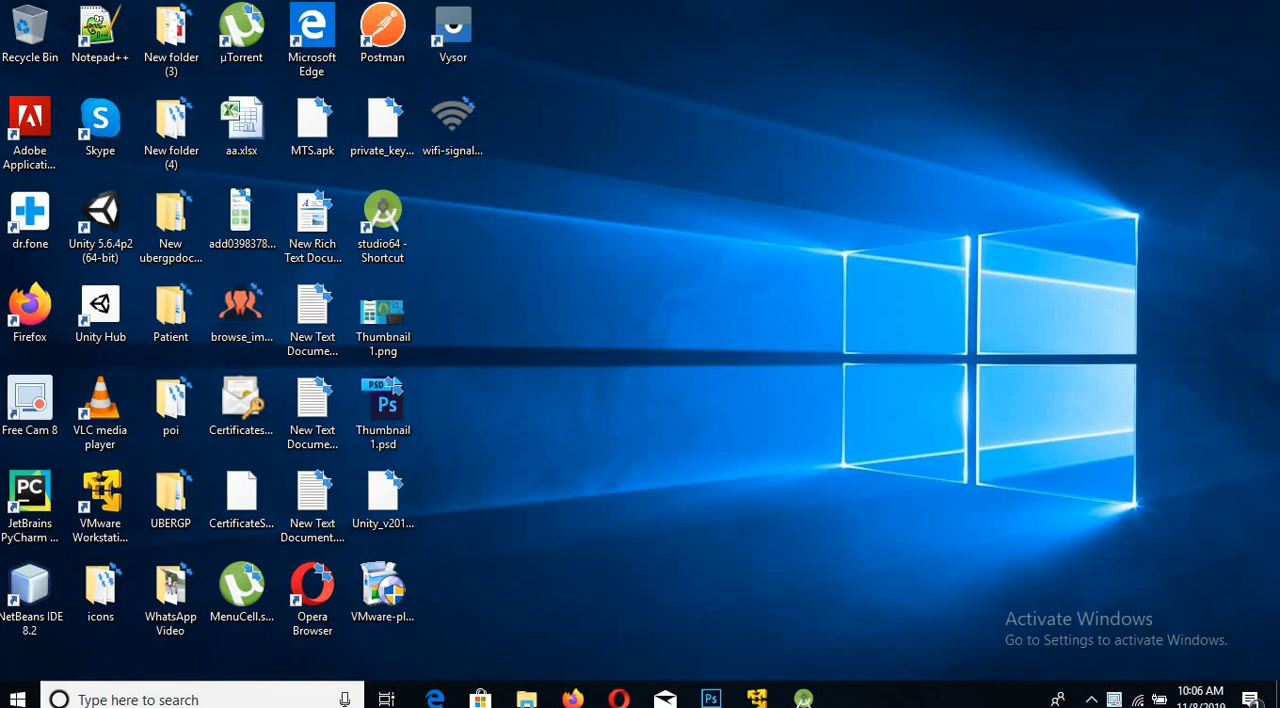 Recycle Bin
Notepad++
New folder
(3)
µTorrent
Microsoft
Edge
Postman
Vysor
Adobe
Applicati...
Skype
New folder
(4)
aa.xlsx
MTS.apk
private_key...
wifi-signal...
dr.fone
Unity 5.6.4p2
(64-bit)
New
ubergpdoc...
add0398378...
New Rich
Text Docu...
studio64 -
Shortcut
Firefox
Unity Hub
Patient
browse_im...
New Text
Docume...
Thumbnail
1.png
Free Cam 8
VLC media
player
poi
Certificates...
New Text
Docume...
PSD
Ps
Thumbnail
1.psd
PC
JetBrains
PyCharm ...
VMware
Workstati...
UBERGP
CertificateS...
New Text
Document....
Unity_v201...
NetBeans IDE
8.2
icons
WhatsApp
Video
MenuCell.s...
Opera
Browser
VMware-pl...
Activate Windows
Go to Settings to activate Windows.
Type here to search
Ps
10:06 AM
11/8/2019
1